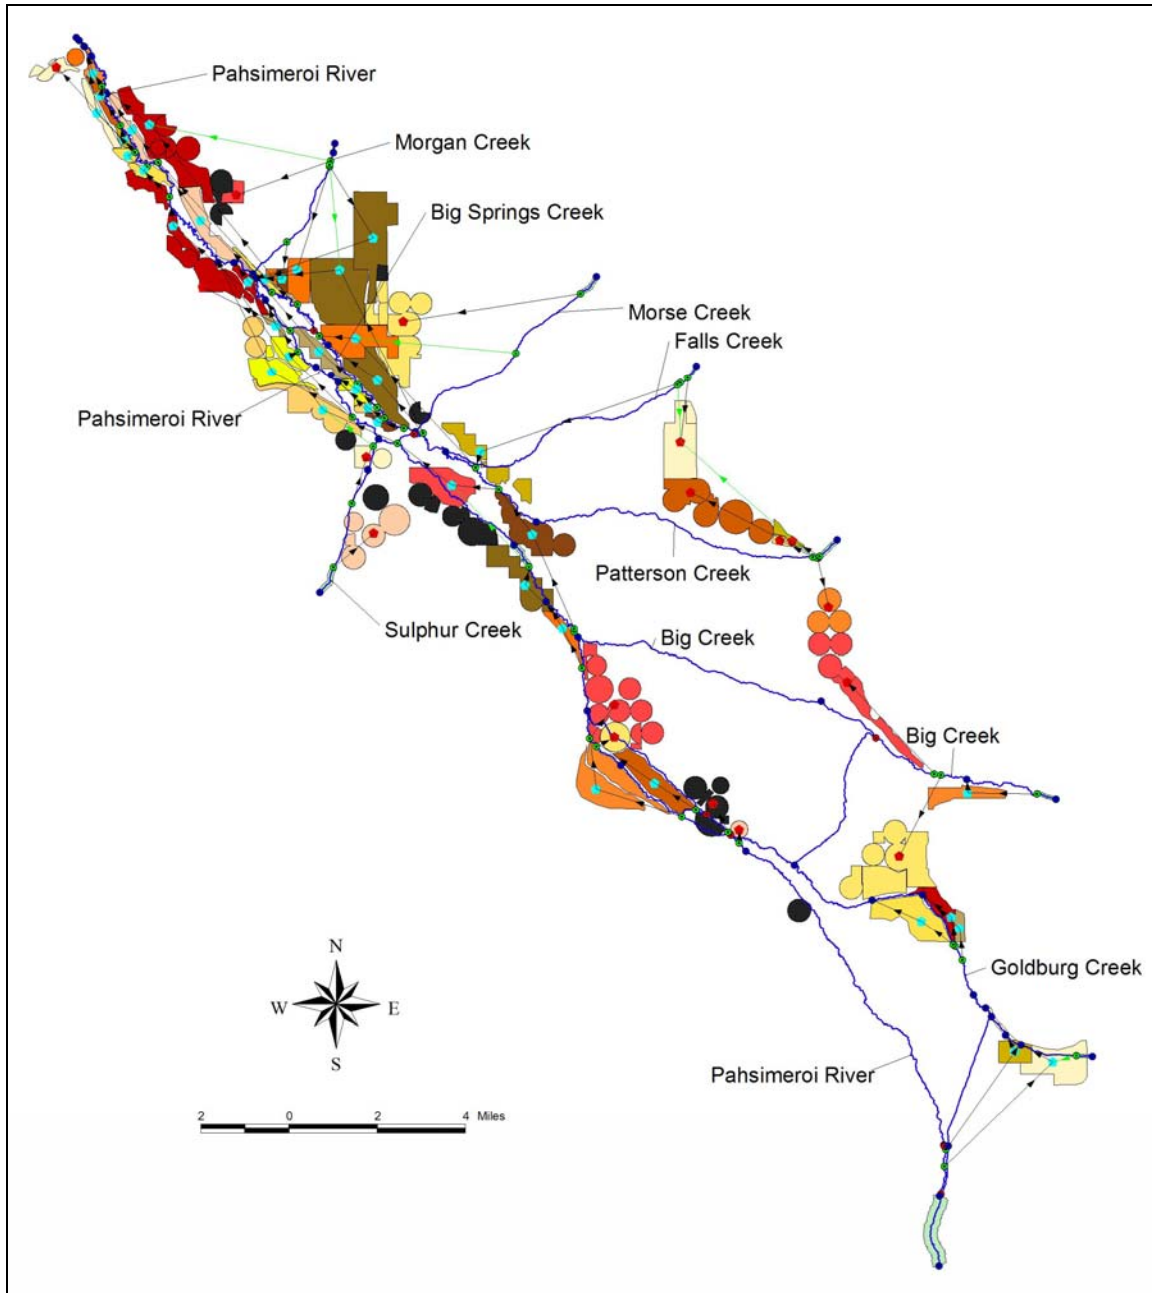 Pahsimeroi River
Morgan Creek
Big Springs Creek
Morse Creek
Falls Creek
Pahsimeroi River
Patterson Creek
Sulphur Creek
Big Creek
Big Creek
Goldburg Creek
N
W E
S
Pahsimeroi River
2 0 2 4 Miles